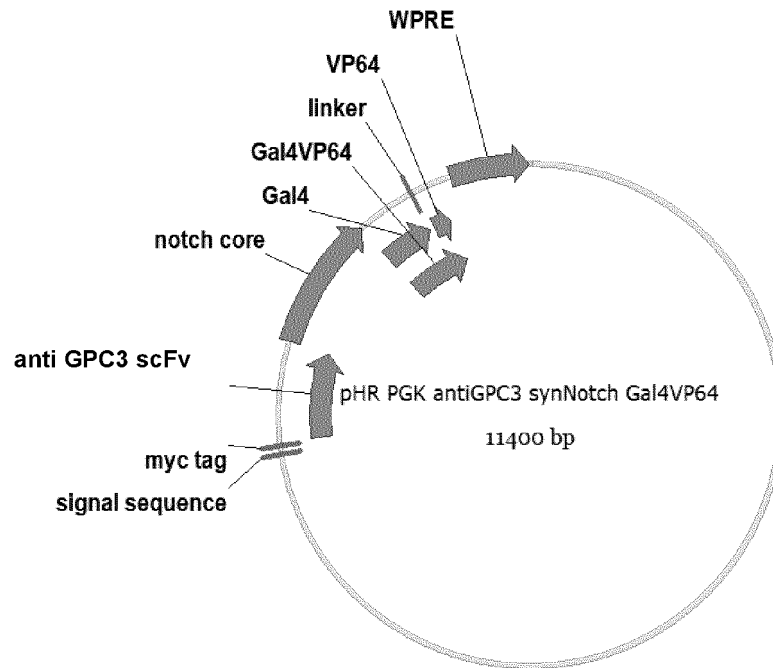 WPRE
VP64
linker
Gal4VP64
Gal4
notch core
anti GPC3 scFv
pHR PGK antiGPC3 synNotch Gal4VP64
11400 bp
myc tag
signal sequence